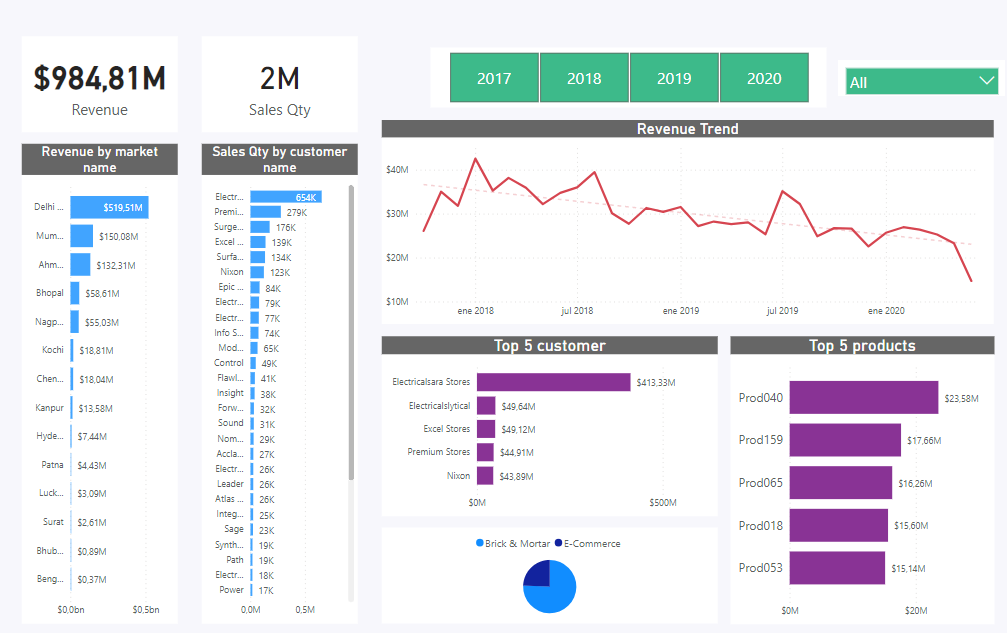 $984,81M
Revenue
2M
Sales Qty
2017
2018
2019
2020
All
Revenue by market
name
Delhi ...
$519,51M
Mum...
$150,08M
Ahm...
$132,31M
Bhopal
$58,61M
Nagp...
$55,03M
Kochi
$18,81M
Chen...
$18,04M
Kanpur
$13,58M
Hyde...
$7,44M
Patna
$4,43M
Luck...
$3,09M
Surat
$2,61M
Bhub...
$0,89M
Beng...
$0,37M
$0,0bn
$0,5bn
Sales Qty by customer
name
Electr...
654K
Premi...
279K
Surge...
176K
Excel ...
139K
Surfa...
134K
Nixon
123K
Epic ...
84K
Electr...
79K
Electr...
77K
Info S...
74K
Mod...
65K
Control
49K
Flawl...
41K
Insight
38K
Forw...
32K
Sound
31K
Nom...
29K
Accla...
27K
Electr...
26K
Leader
26K
Atlas ...
26K
Integ...
25K
Sage
23K
Synth...
19K
Path
19K
Electr...
18K
Power
17K
0,0M
0,5M
Revenue Trend
$40M
$30M
$20M
$10M
ene 2018
jul 2018
ene 2019
jul 2019
ene 2020
Top 5 customer
Electricalsara Stores
$413,33M
Electricalslytical
$49,64M
Excel Stores
$49,12M
Premium Stores
$44,91M
Nixon
$43,89M
$0M
$500M
Brick & Mortar
E-Commerce
Top 5 products
Prod040
$23,58M
Prod159
$17,66M
Prod065
$16,26M
Prod018
$15,60M
Prod053
$15,14M
$0M
$20M